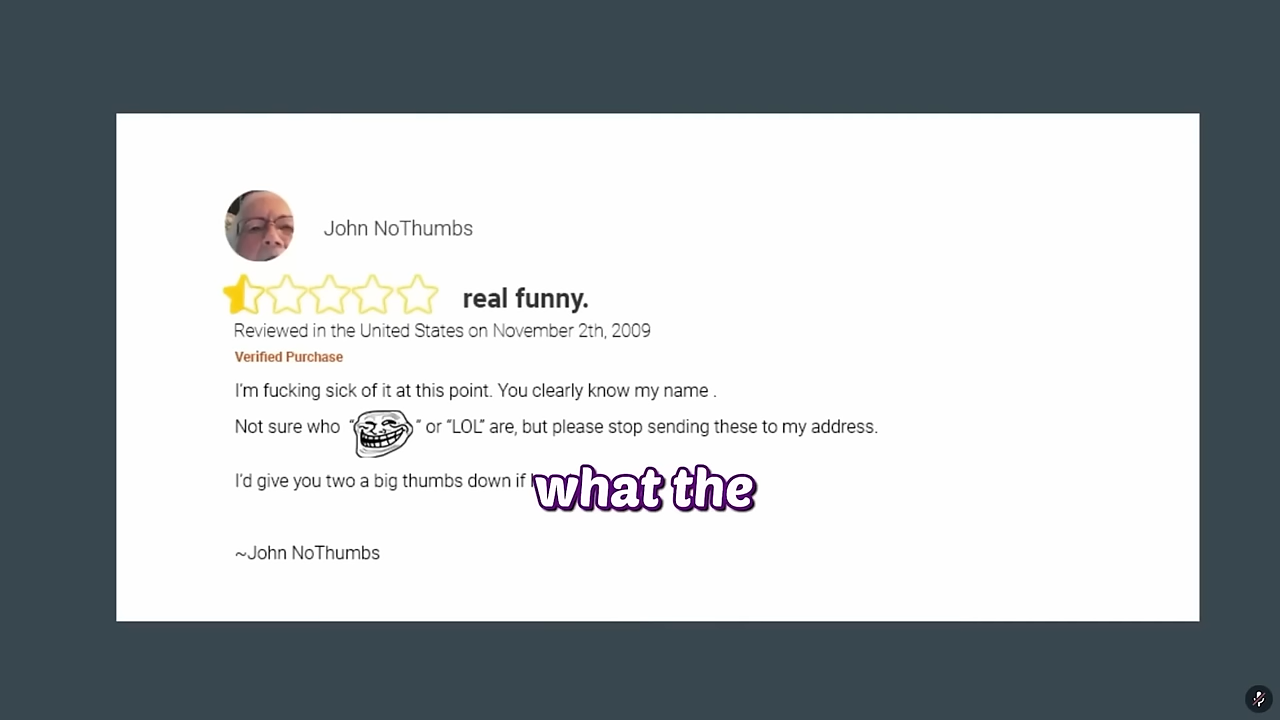 John NoThumbs
real funny.
Reviewed in the United States on November 2th, 2009
Verified Purchase
I'm fucking sick of it at this point. You clearly know my name .
Not sure who " " or "LOL" are, but please stop sending these to my address.
I'd give you two a big thumbs down if
what the
~John NoThumbs